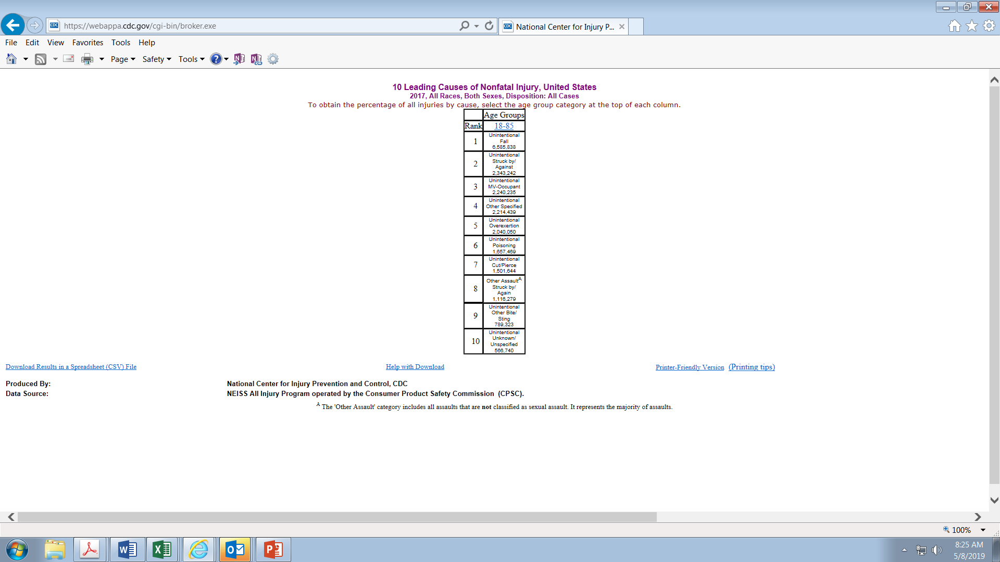 https://webappa.cdc.gov/cgi-bin/broker.exe
CDC National Center for Injury P...
File Edit View Favorites Tools Help
Page Safety Tools
10 Leading Causes of Nonfatal Injury, United States
2017, All Races, Both Sexes, Disposition: All Cases
To obtain the percentage of all injuries by cause, select the age group category at the top of each column.
Age Groups
Rank 18-85
1 Unintentional
Fall
6,585,838
2 Unintentional
Struck by/
Against
2,343,242
3 Unintentional
MV-Occupant
2,240,235
4 Unintentional
Other Specified
2,214,439
5 Unintentional
Overexertion
2,040,050
6 Unintentional
Poisoning
1,657,469
7 Unintentional
Cut/Pierce
1,501,644
8 Other AssaultA
Struck by/
Again
1,116,279
9 Unintentional
Other Bite/
Sting
789,323
10 Unintentional
Unknown/
Unspecified
566,740
Download Results in a Spreadsheet (CSV) File Help with Download Printer-Friendly Version (Printing tips)
Produced By: National Center for Injury Prevention and Control, CDC
Data Source: NEISS All Injury Program operated by the Consumer Product Safety Commission (CPSC).
A The 'Other Assault' category includes all assaults that are not classified as sexual assault. It represents the majority of assaults.
100%
8:25 AM
5/8/2019